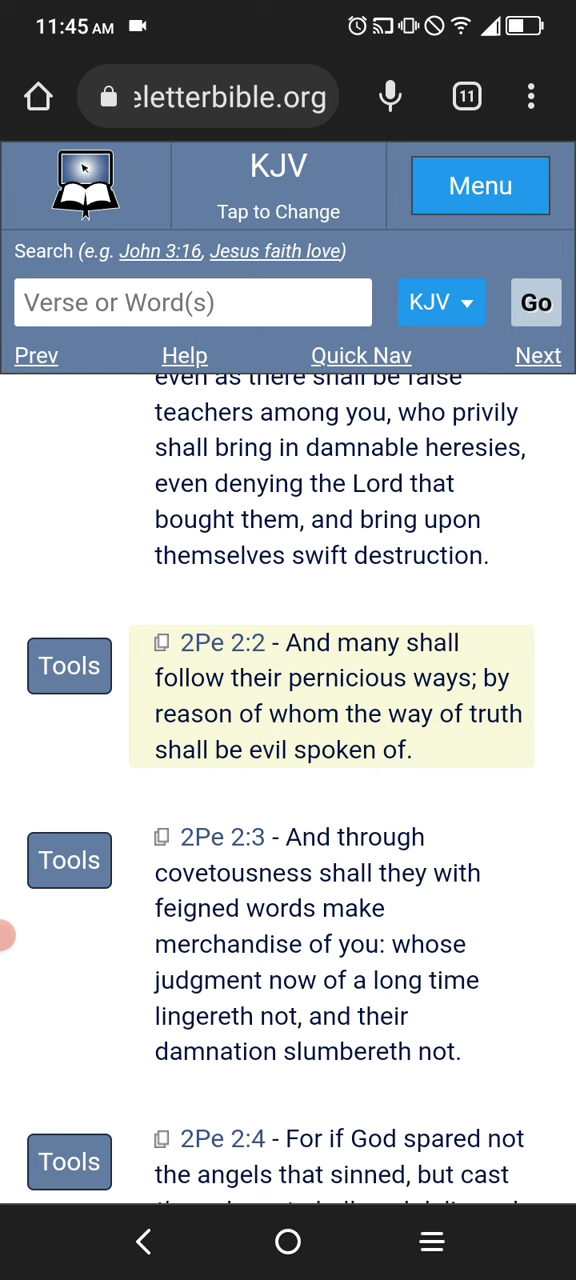 11:45 AM
eletterbible.org
11
KJV
Tap to Change
Menu
Search (e.g. John 3:16, Jesus faith love)
Verse or Word(s)
KJV
Go
Prev
Help
Quick Nav
Next
even as there shall be false
teachers among you, who privily
shall bring in damnable heresies,
even denying the Lord that
bought them, and bring upon
themselves swift destruction.
Tools
2Pe 2:2 - And many shall
follow their pernicious ways; by
reason of whom the way of truth
shall be evil spoken of.
Tools
2Pe 2:3 - And through
covetousness shall they with
feigned words make
merchandise of you: whose
judgment now of a long time
lingereth not, and their
damnation slumbereth not.
Tools
2Pe 2:4 - For if God spared not
the angels that sinned, but cast